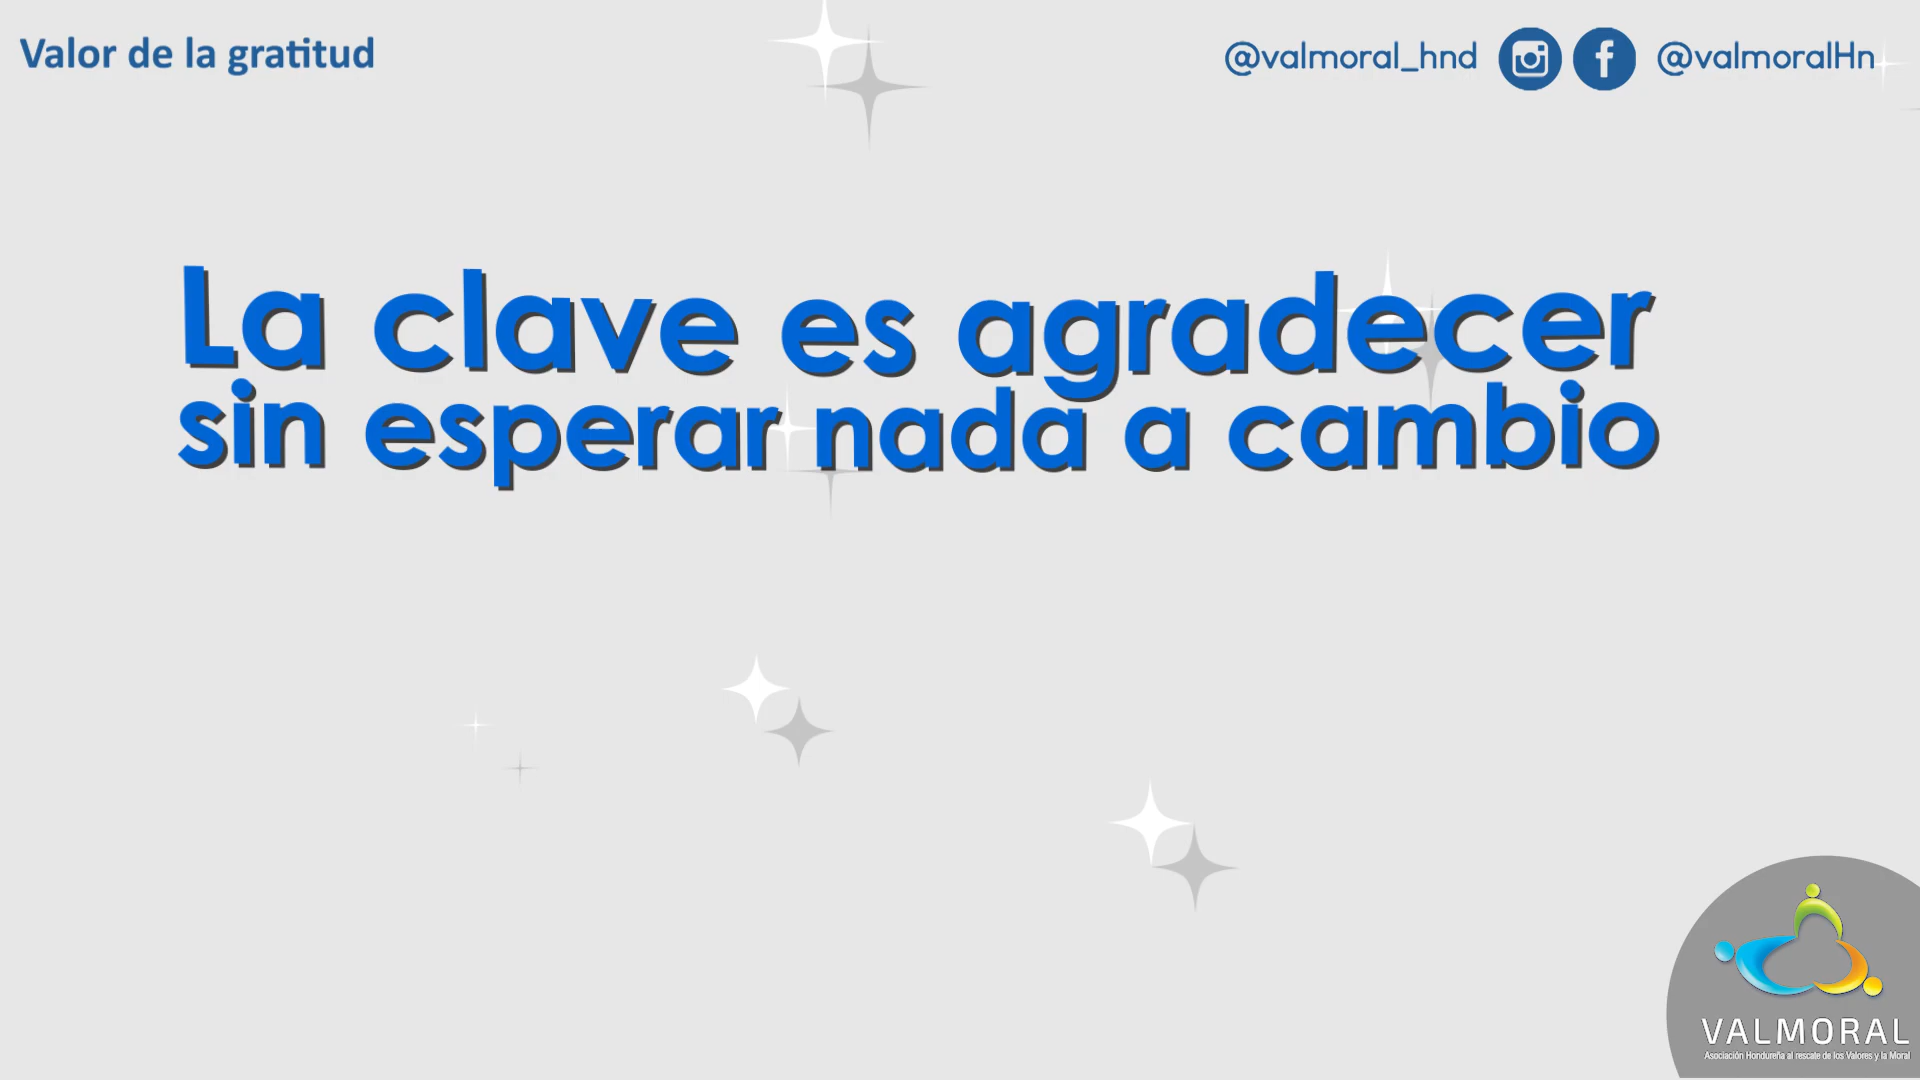 Valor de la gratitud
@valmoral_hnd
@valmoralHn
La clave es agradecer
sin esperar nada a cambio
VALMORAL
Asociación Hondureña al rescate de los Valores y la Moral